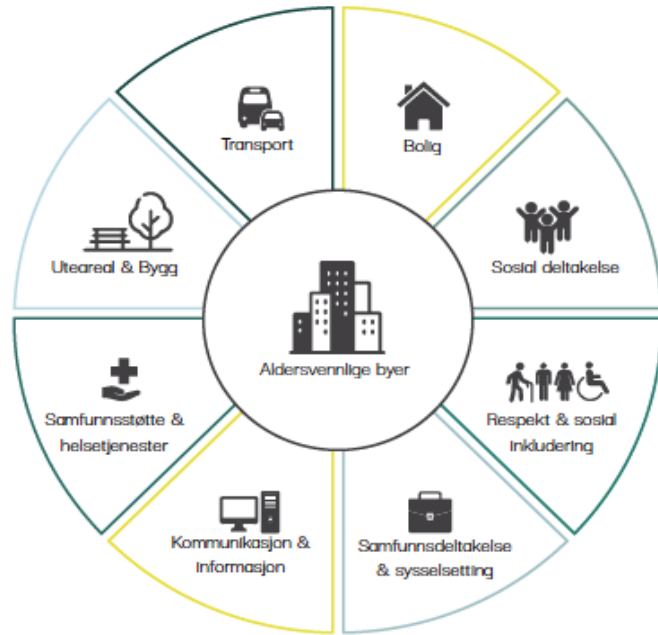 Transport
Bolig
Uteareal & Bygg
Sosial deltakelse
Aldersvennlige byer
Samfunnsstøtte &
helsetjenester
Respekt & sosial
inkludering
Kommunikasjon &
informasjon
Samfunnsdeltakelse
& sysselsetting